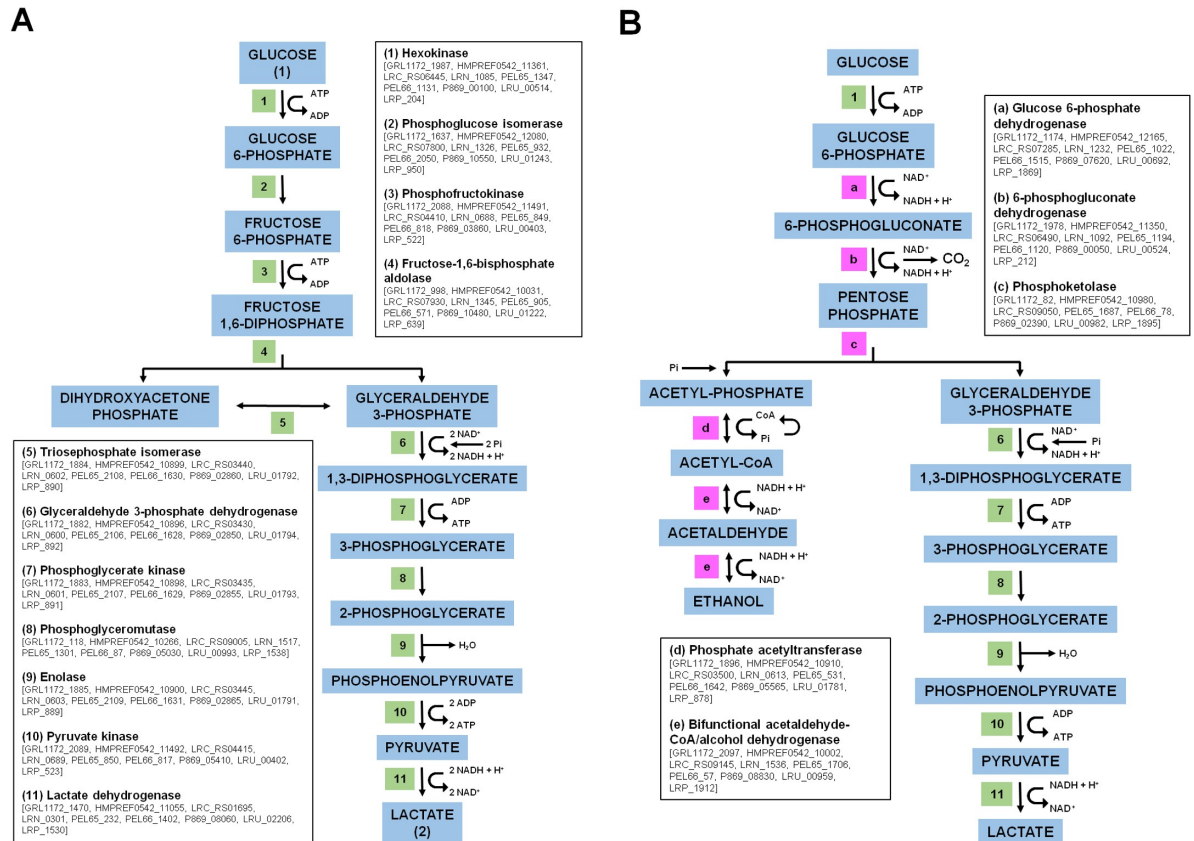 A
GLUCOSE
(1)
1
ATP
ADP
GLUCOSE
6-PHOSPHATE
2
FRUCTOSE
6-PHOSPHATE
3
ATP
ADP
FRUCTOSE
1,6-DIPHOSPHATE
4
DIHYDROXYACETONE
PHOSPHATE
5
GLYCERALDEHYDE
3-PHOSPHATE
6
2 NAD⁺
2 Pi
2 NADH + H⁺
1,3-DIPHOSPHOGLYCERATE
7
ADP
ATP
3-PHOSPHOGLYCERATE
8
2-PHOSPHOGLYCERATE
9
H₂O
PHOSPHOENOLPYRUVATE
10
2 ADP
2 ATP
PYRUVATE
11
2 NADH + H⁺
2 NAD⁺
LACTATE
(2)
(1) Hexokinase
[GRL1172_1987, HMPREF0542_11361,
LRC_RS06445, LRN_1085, PEL65_1347,
PEL66_1131, P869_00100, LRU_00514,
LRP_204]
(2) Phosphoglucose isomerase
[GRL1172_1637, HMPREF0542_12080,
LRC_RS07800, LRN_1326, PEL65_932,
PEL66_2050, P869_10550, LRU_01243,
LRP_950]
(3) Phosphofructokinase
[GRL1172_2088, HMPREF0542_11491,
LRC_RS04410, LRN_0688, PEL65_849,
PEL66_818, P869_03860, LRU_00403,
LRP_522]
(4) Fructose-1,6-bisphosphate
aldolase
[GRL1172_998, HMPREF0542_10031,
LRC_RS07930, LRN_1345, PEL65_905,
PEL66_571, P869_10480, LRU_01222,
LRP_639]
(5) Triosephosphate isomerase
[GRL1172_1884, HMPREF0542_10899, LRC_RS03440,
LRN_0602, PEL65_2108, PEL66_1630, P869_02860, LRU_01792,
LRP_890]
(6) Glyceraldehyde 3-phosphate dehydrogenase
[GRL1172_1882, HMPREF0542_10896, LRC_RS03430,
LRN_0600, PEL65_2106, PEL66_1628, P869_02850, LRU_01794,
LRP_892]
(7) Phosphoglycerate kinase
[GRL1172_1883, HMPREF0542_10898, LRC_RS03435,
LRN_0601, PEL65_2107, PEL66_1629, P869_02855, LRU_01793,
LRP_891]
(8) Phosphoglyceromutase
[GRL1172_118, HMPREF0542_10266, LRC_RS09005, LRN_1517,
PEL65_1301, PEL66_87, P869_05030, LRU_00993, LRP_1538]
(9) Enolase
[GRL1172_1885, HMPREF0542_10900, LRC_RS03445,
LRN_0603, PEL65_2109, PEL66_1631, P869_02865, LRU_01791,
LRP_889]
(10) Pyruvate kinase
[GRL1172_2089, HMPREF0542_11492, LRC_RS04415,
LRN_0689, PEL65_850, PEL66_817, P869_05410, LRU_00402,
LRP_523]
(11) Lactate dehydrogenase
[GRL1172_1470, HMPREF0542_11055, LRC_RS01695,
LRN_0301, PEL65_232, PEL66_1402, P869_08060, LRU_02206,
LRP_1530]
B
GLUCOSE
1
ATP
ADP
GLUCOSE
6-PHOSPHATE
a
NAD⁺
NADH + H⁺
6-PHOSPHOGLUCONATE
b
NAD⁺
CO₂
NADH + H⁺
PENTOSE
PHOSPHATE
c
Pi
ACETYL-PHOSPHATE
d
CoA
Pi
ACETYL-CoA
e
NADH + H⁺
NAD⁺
ACETALDEHYDE
e
NADH + H⁺
NAD⁺
ETHANOL
GLYCERALDEHYDE
3-PHOSPHATE
6
NAD⁺
Pi
NADH + H⁺
1,3-DIPHOSPHOGLYCERATE
7
ADP
ATP
3-PHOSPHOGLYCERATE
8
2-PHOSPHOGLYCERATE
9
H₂O
PHOSPHOENOLPYRUVATE
10
ADP
ATP
PYRUVATE
11
NADH + H⁺
NAD⁺
LACTATE
(a) Glucose 6-phosphate
dehydrogenase
[GRL1172_1174, HMPREF0542_12165,
LRC_RS07285, LRN_1232, PEL65_1022,
PEL66_1515, P869_07620, LRU_00692,
LRP_1869]
(b) 6-phosphogluconate
dehydrogenase
[GRL1172_1978, HMPREF0542_11350,
LRC_RS06490, LRN_1092, PEL65_1194,
PEL66_1120, P869_00050, LRU_00524,
LRP_212]
(c) Phosphoketolase
[GRL1172_82, HMPREF0542_10980,
LRC_RS09050, PEL65_1687, PEL66_78,
P869_02390, LRU_00982, LRP_1895]
(d) Phosphate acetyltransferase
[GRL1172_1896, HMPREF0542_10910,
LRC_RS03500, LRN_0613, PEL65_531,
PEL66_1642, P869_05565, LRU_01781,
LRP_878]
(e) Bifunctional acetaldehyde-
CoA/alcohol dehydrogenase
[GRL1172_2097, HMPREF0542_10002,
LRC_RS09145, LRN_1536, PEL65_1706,
PEL66_57, P869_08830, LRU_00959,
LRP_1912]